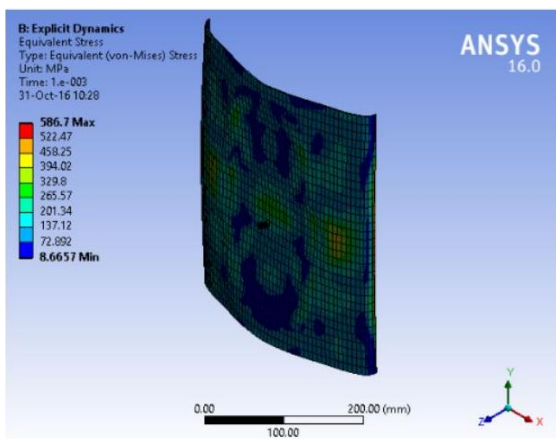 B: Explicit Dynamics
Equivalent Stress
Type: Equivalent (von-Mises) Stress
Unit: MPa
Time: 1.e-003
31-Oct-16 10:28
586.7 Max
522.47
458.25
394.02
329.8
265.57
201.34
137.12
72.892
8.6657 Min
ANSYS
16.0
0.00
200.00 (mm)
100.00
Y
Z
X